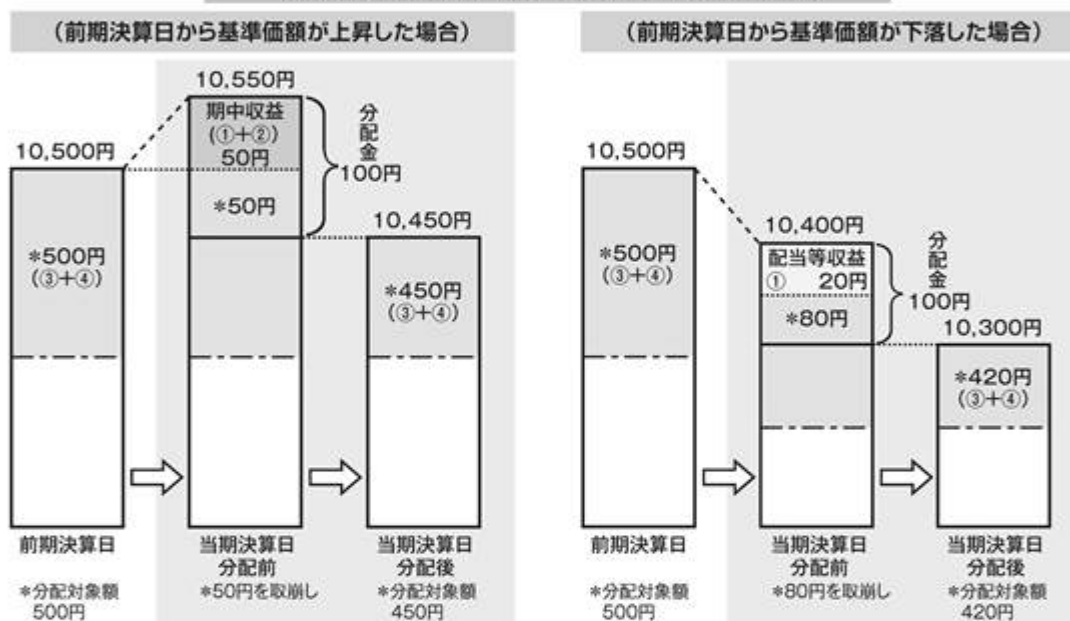 (前期決算日から基準価額が上昇した場合)
10,550円
期中収益
(①+②)
50円
分配金
100円
10,500円
*50円
10,450円
*500円
(③+④)
*450円
(③+④)
前期決算日
当期決算日
分配前
当期決算日
分配後
*分配対象額
500円
*50円を取崩し
*分配対象額
450円
(前期決算日から基準価額が下落した場合)
10,500円
10,400円
配当等収益
① 20円
分配金
100円
*500円
(③+④)
*80円
10,300円
*420円
(③+④)
前期決算日
当期決算日
分配前
当期決算日
分配後
*分配対象額
500円
*80円を取崩し
*分配対象額
420円